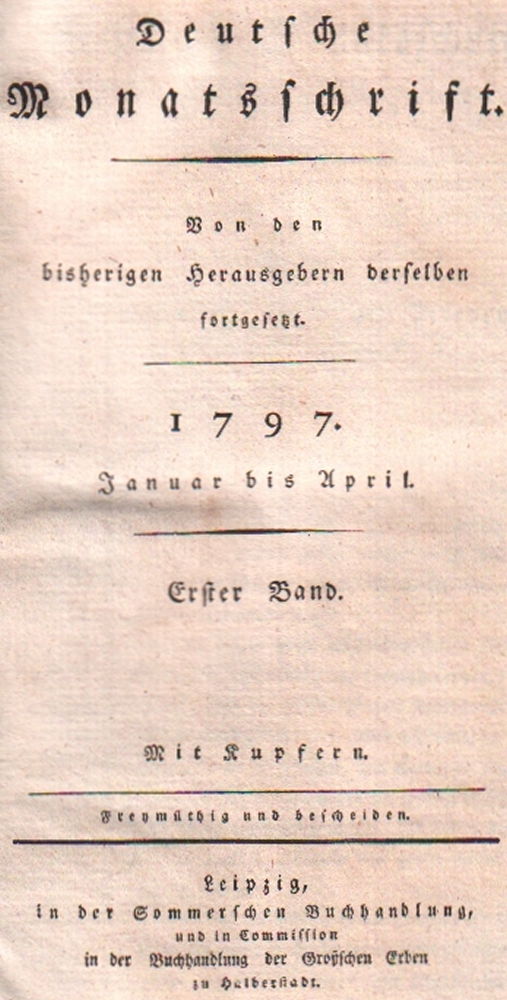 Deutſche
Monatsſchrift.
Von den
bisherigen Herausgebern derſelben
fortgeſetzt.
1797.
Januar bis April.
Erſter Band.
Mit Kupfern.
Freymüthig und beſcheiden.
Leipzig,
in der Sommerſchen Buchhandlung,
und in Commiſſion
in der Buchhandlung der Großſchen Erben
zu Halberſtadt.